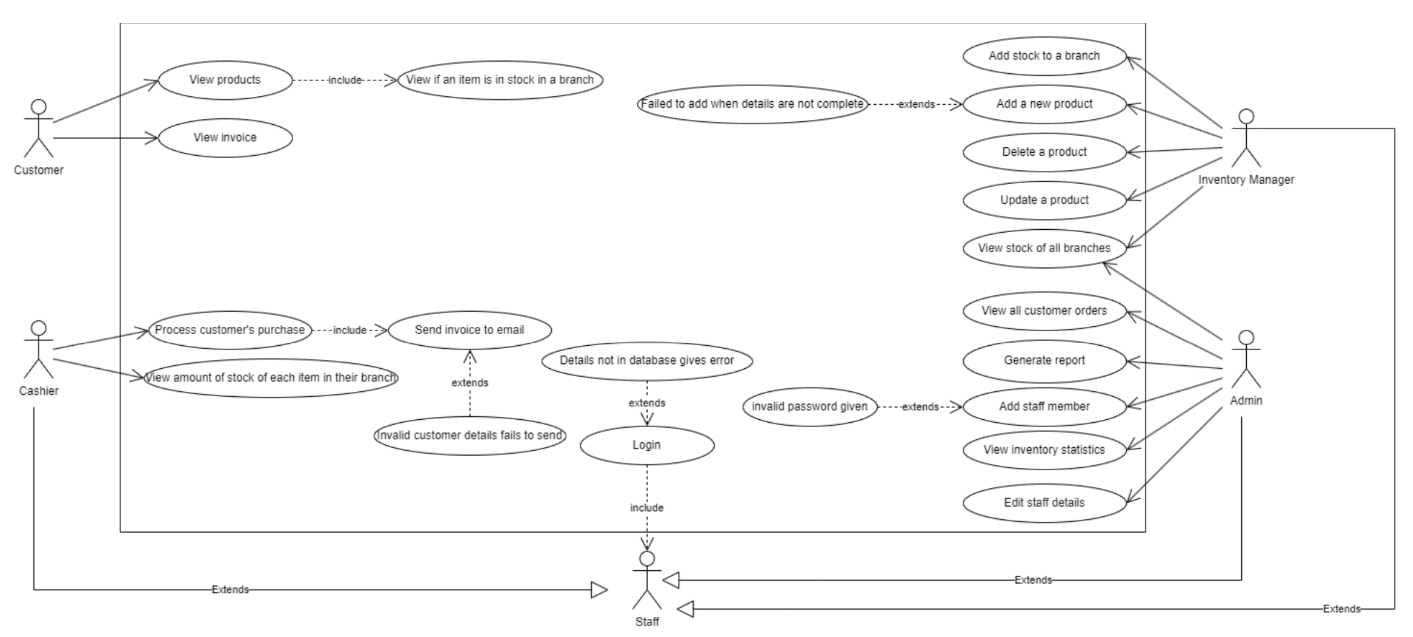 View products
include
View if an item is in stock in a branch
View invoice
Customer
Add stock to a branch
Failed to add when details are not complete
extends
Add a new product
Delete a product
Update a product
View stock of all branches
Inventory Manager
Process customer's purchase
include
Send invoice to email
View amount of stock of each item in their branch
Cashier
extends
Invalid customer details fails to send
Details not in database gives error
extends
Login
include
View all customer orders
Generate report
invalid password given
extends
Add staff member
View inventory statistics
Edit staff details
Admin
Extends
Extends
Extends
Staff